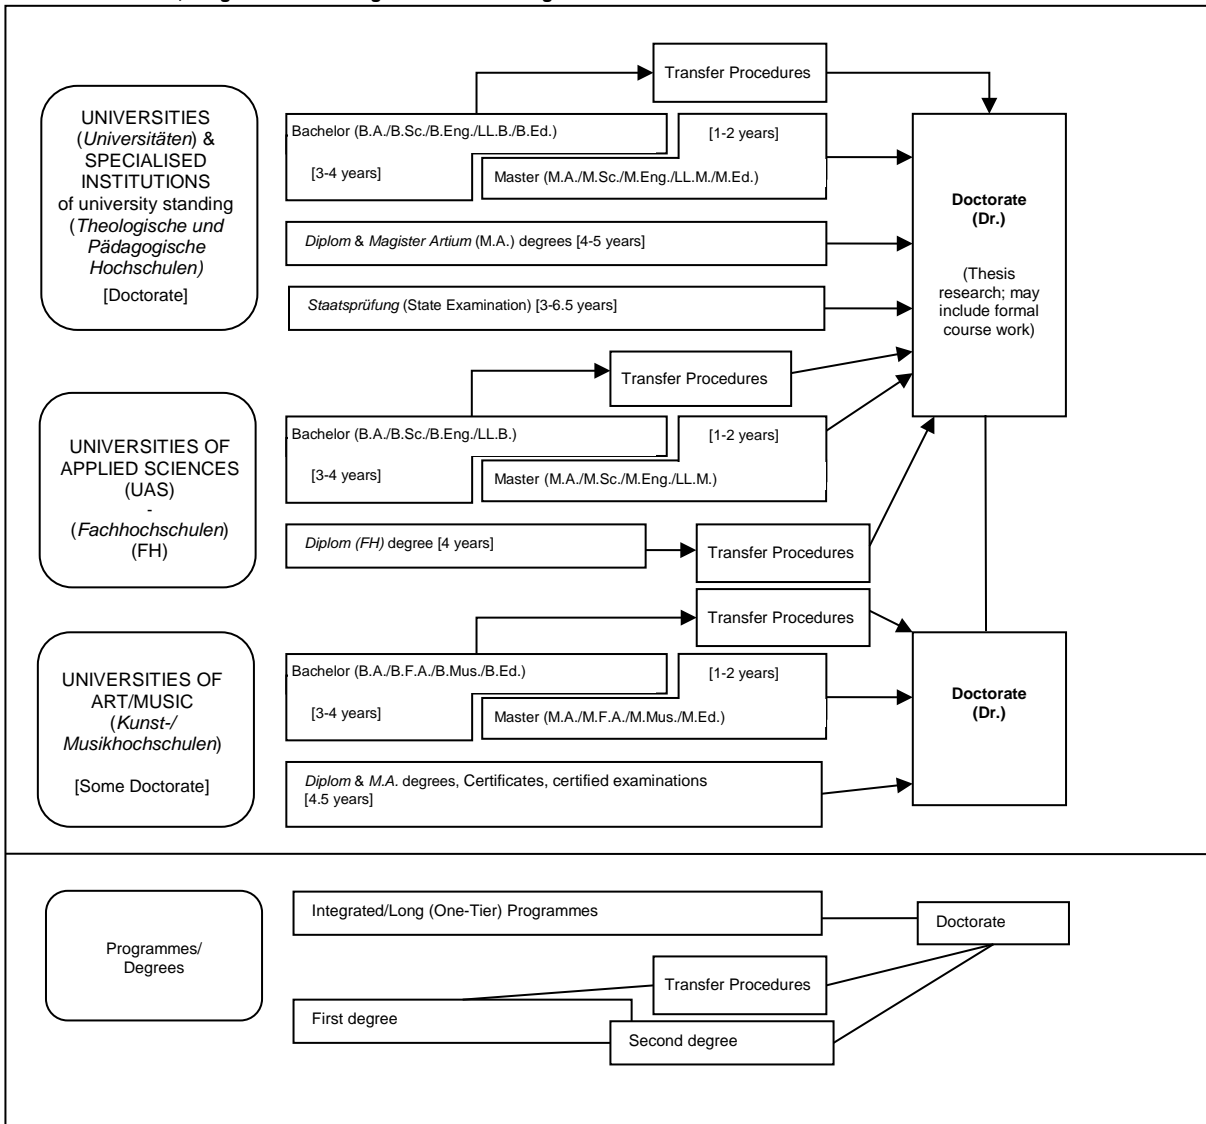 Transfer Procedures
UNIVERSITIES
(Universitäten) &
SPECIALISED
INSTITUTIONS
of university standing
(Theologische und
Pädagogische
Hochschulen)
[Doctorate]
Bachelor (B.A./B.Sc./B.Eng./LL.B./B.Ed.)
[3-4 years]
[1-2 years]
Master (M.A./M.Sc./M.Eng./LL.M./M.Ed.)
Diplom & Magister Artium (M.A.) degrees [4-5 years]
Staatsprüfung (State Examination) [3-6.5 years]
Doctorate
(Dr.)
(Thesis
research; may
include formal
course work)
Transfer Procedures
UNIVERSITIES OF
APPLIED SCIENCES
(UAS)
-
(Fachhochschulen)
(FH)
Bachelor (B.A./B.Sc./B.Eng./LL.B.)
[3-4 years]
[1-2 years]
Master (M.A./M.Sc./M.Eng./LL.M.)
Diplom (FH) degree [4 years]
Transfer Procedures
Transfer Procedures
UNIVERSITIES OF
ART/MUSIC
(Kunst-/
Musikhochschulen)
[Some Doctorate]
Bachelor (B.A./B.F.A./B.Mus./B.Ed.)
[3-4 years]
[1-2 years]
Master (M.A./M.F.A./M.Mus./M.Ed.)
Diplom & M.A. degrees, Certificates, certified examinations
[4.5 years]
Doctorate
(Dr.)
Programmes/
Degrees
Integrated/Long (One-Tier) Programmes
Doctorate
Transfer Procedures
First degree
Second degree